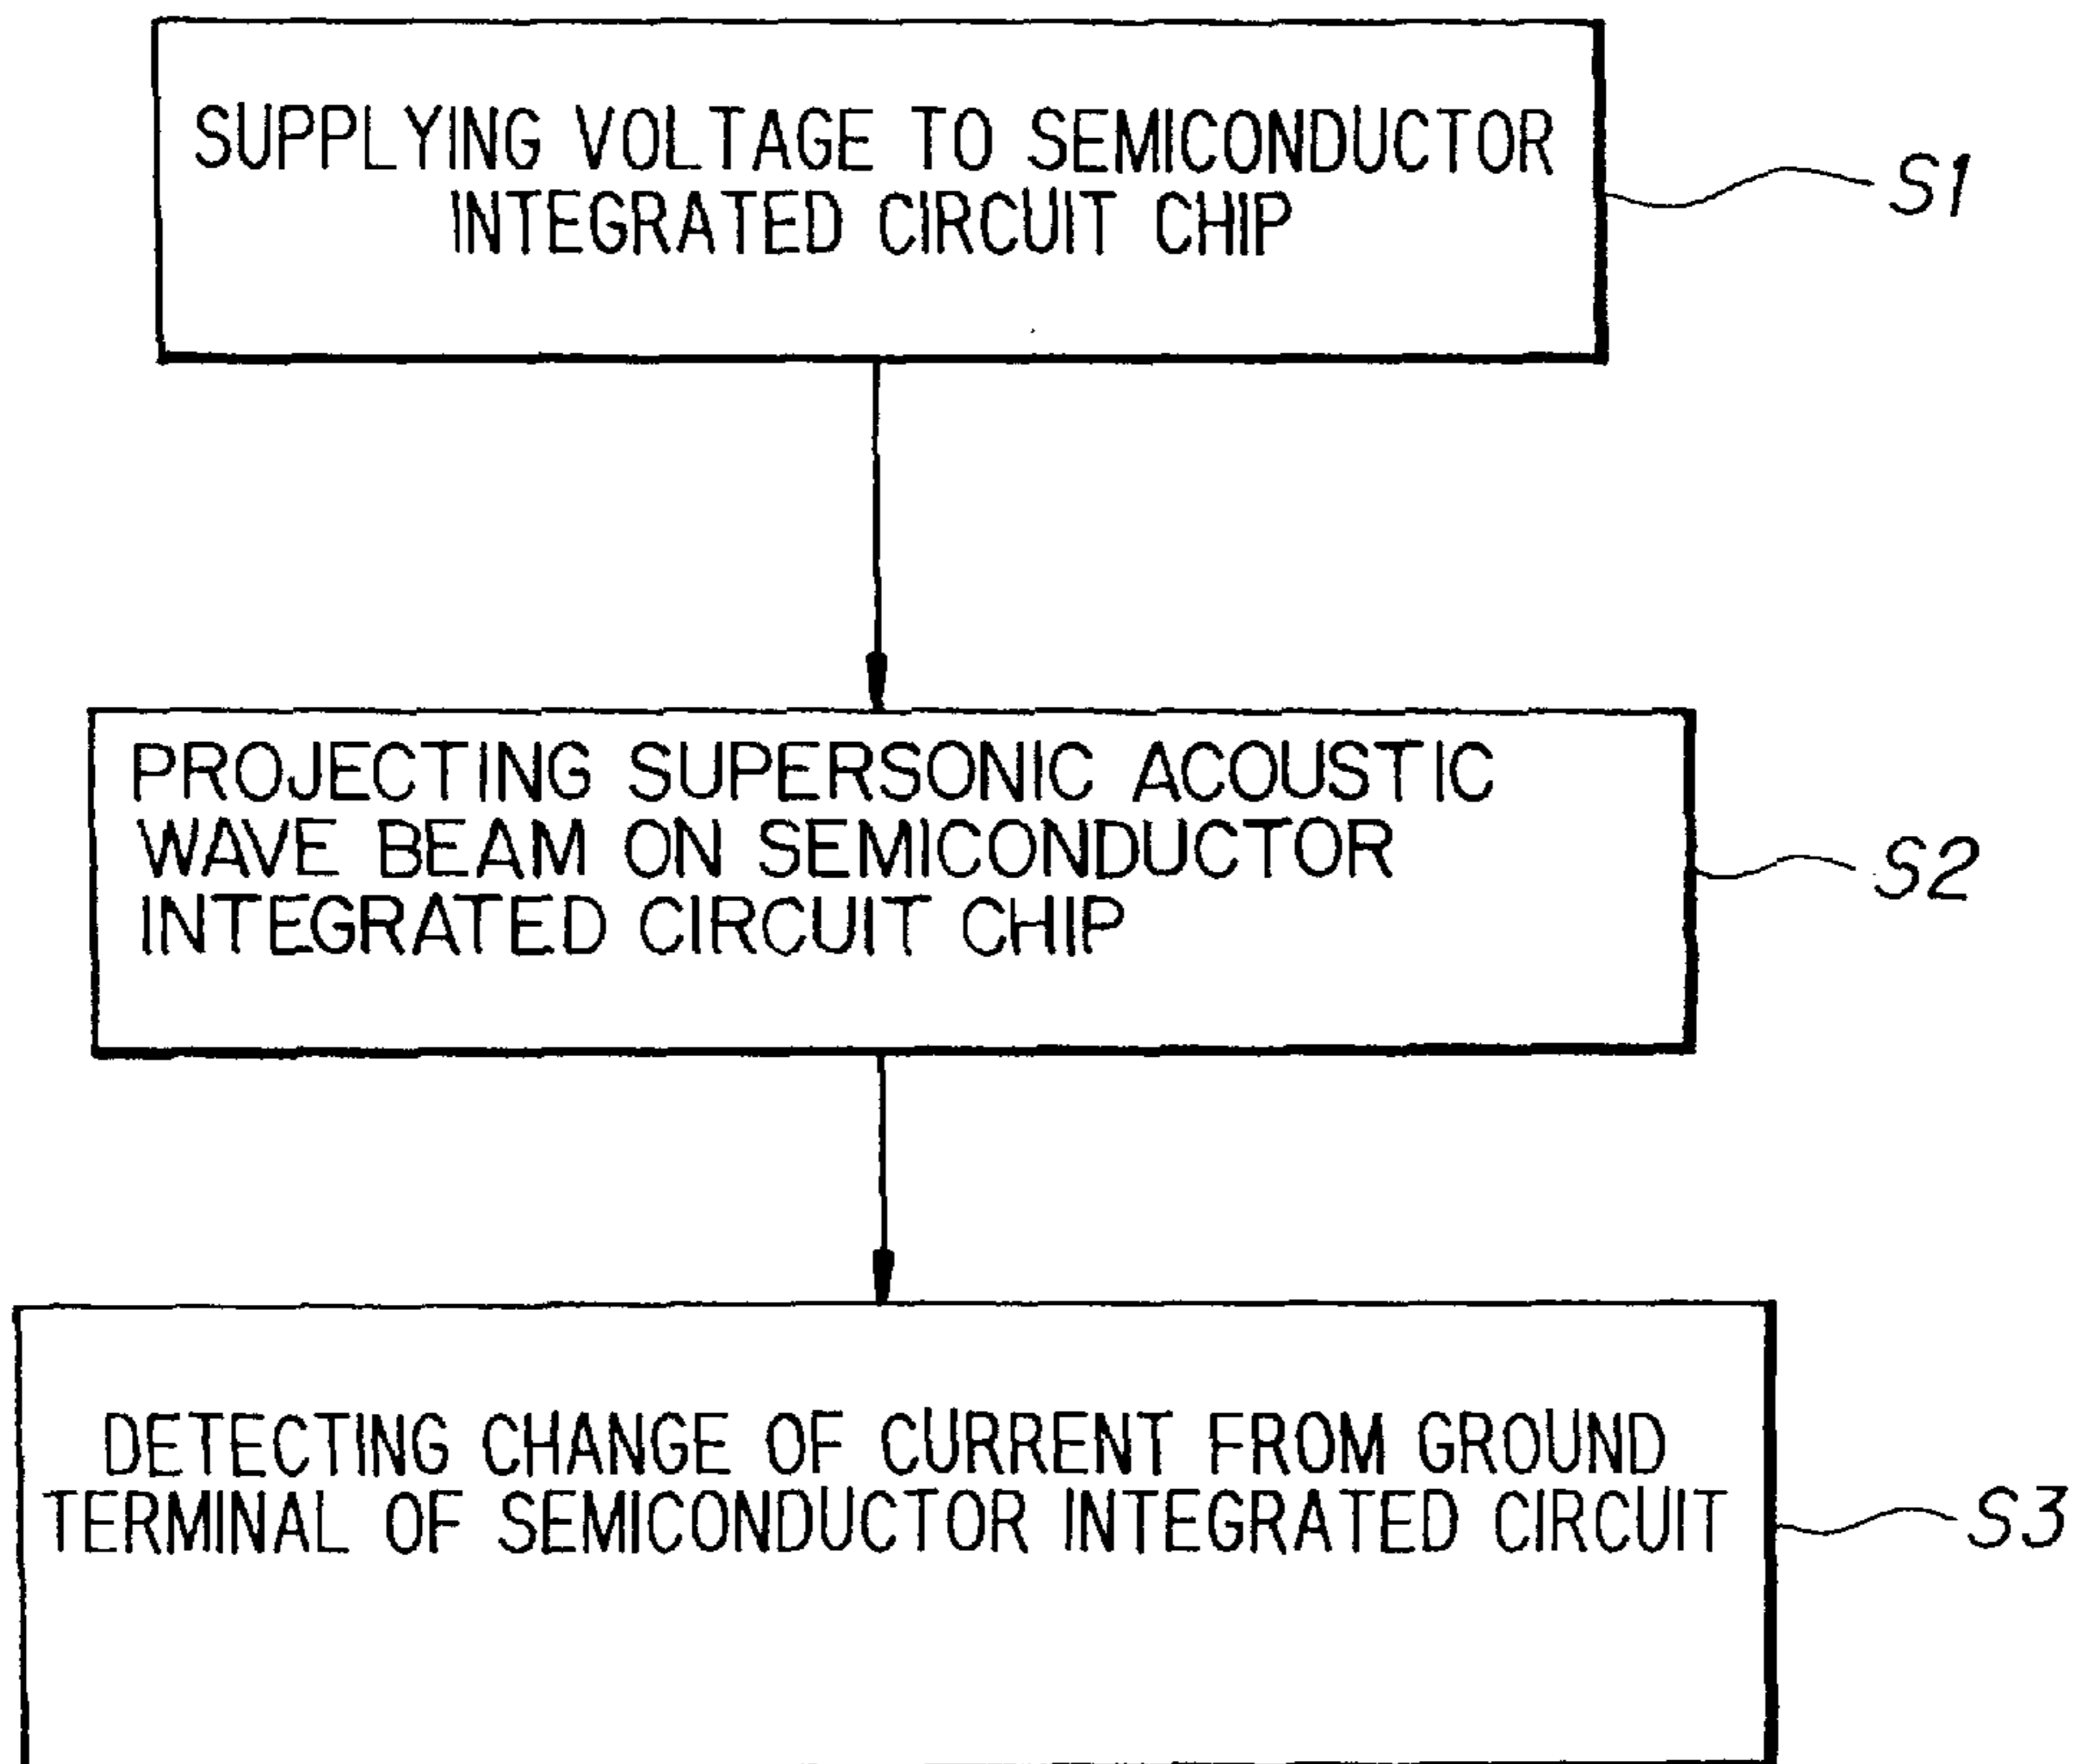 SUPPLYING VOLTAGE TO SEMICONDUCTOR
INTEGRATED CIRCUIT CHIP
S1
PROJECTING SUPERSONIC ACOUSTIC
WAVE BEAM ON SEMICONDUCTOR
INTEGRATED CIRCUIT CHIP
S2
DETECTING CHANGE OF CURRENT FROM GROUND
TERMINAL OF SEMICONDUCTOR INTEGRATED CIRCUIT
S3